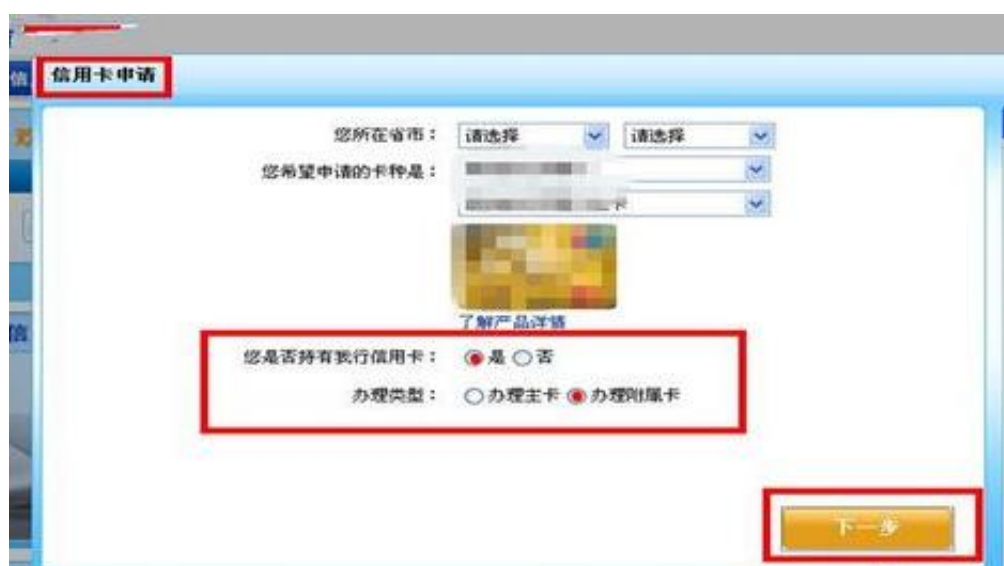 信用卡申请
您所在省市： 请选择 请选择
您希望申请的卡种是：
卡
了解产品详情
您是否持有我行信用卡： 是 否
办理类型： 办理主卡 办理附属卡
下一步